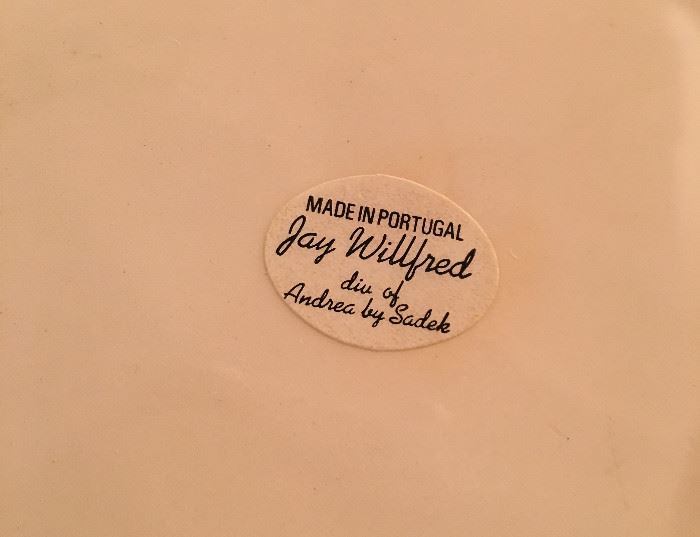 MADE IN PORTUGAL
Jay Willfred
div of
Andrea by Sadek